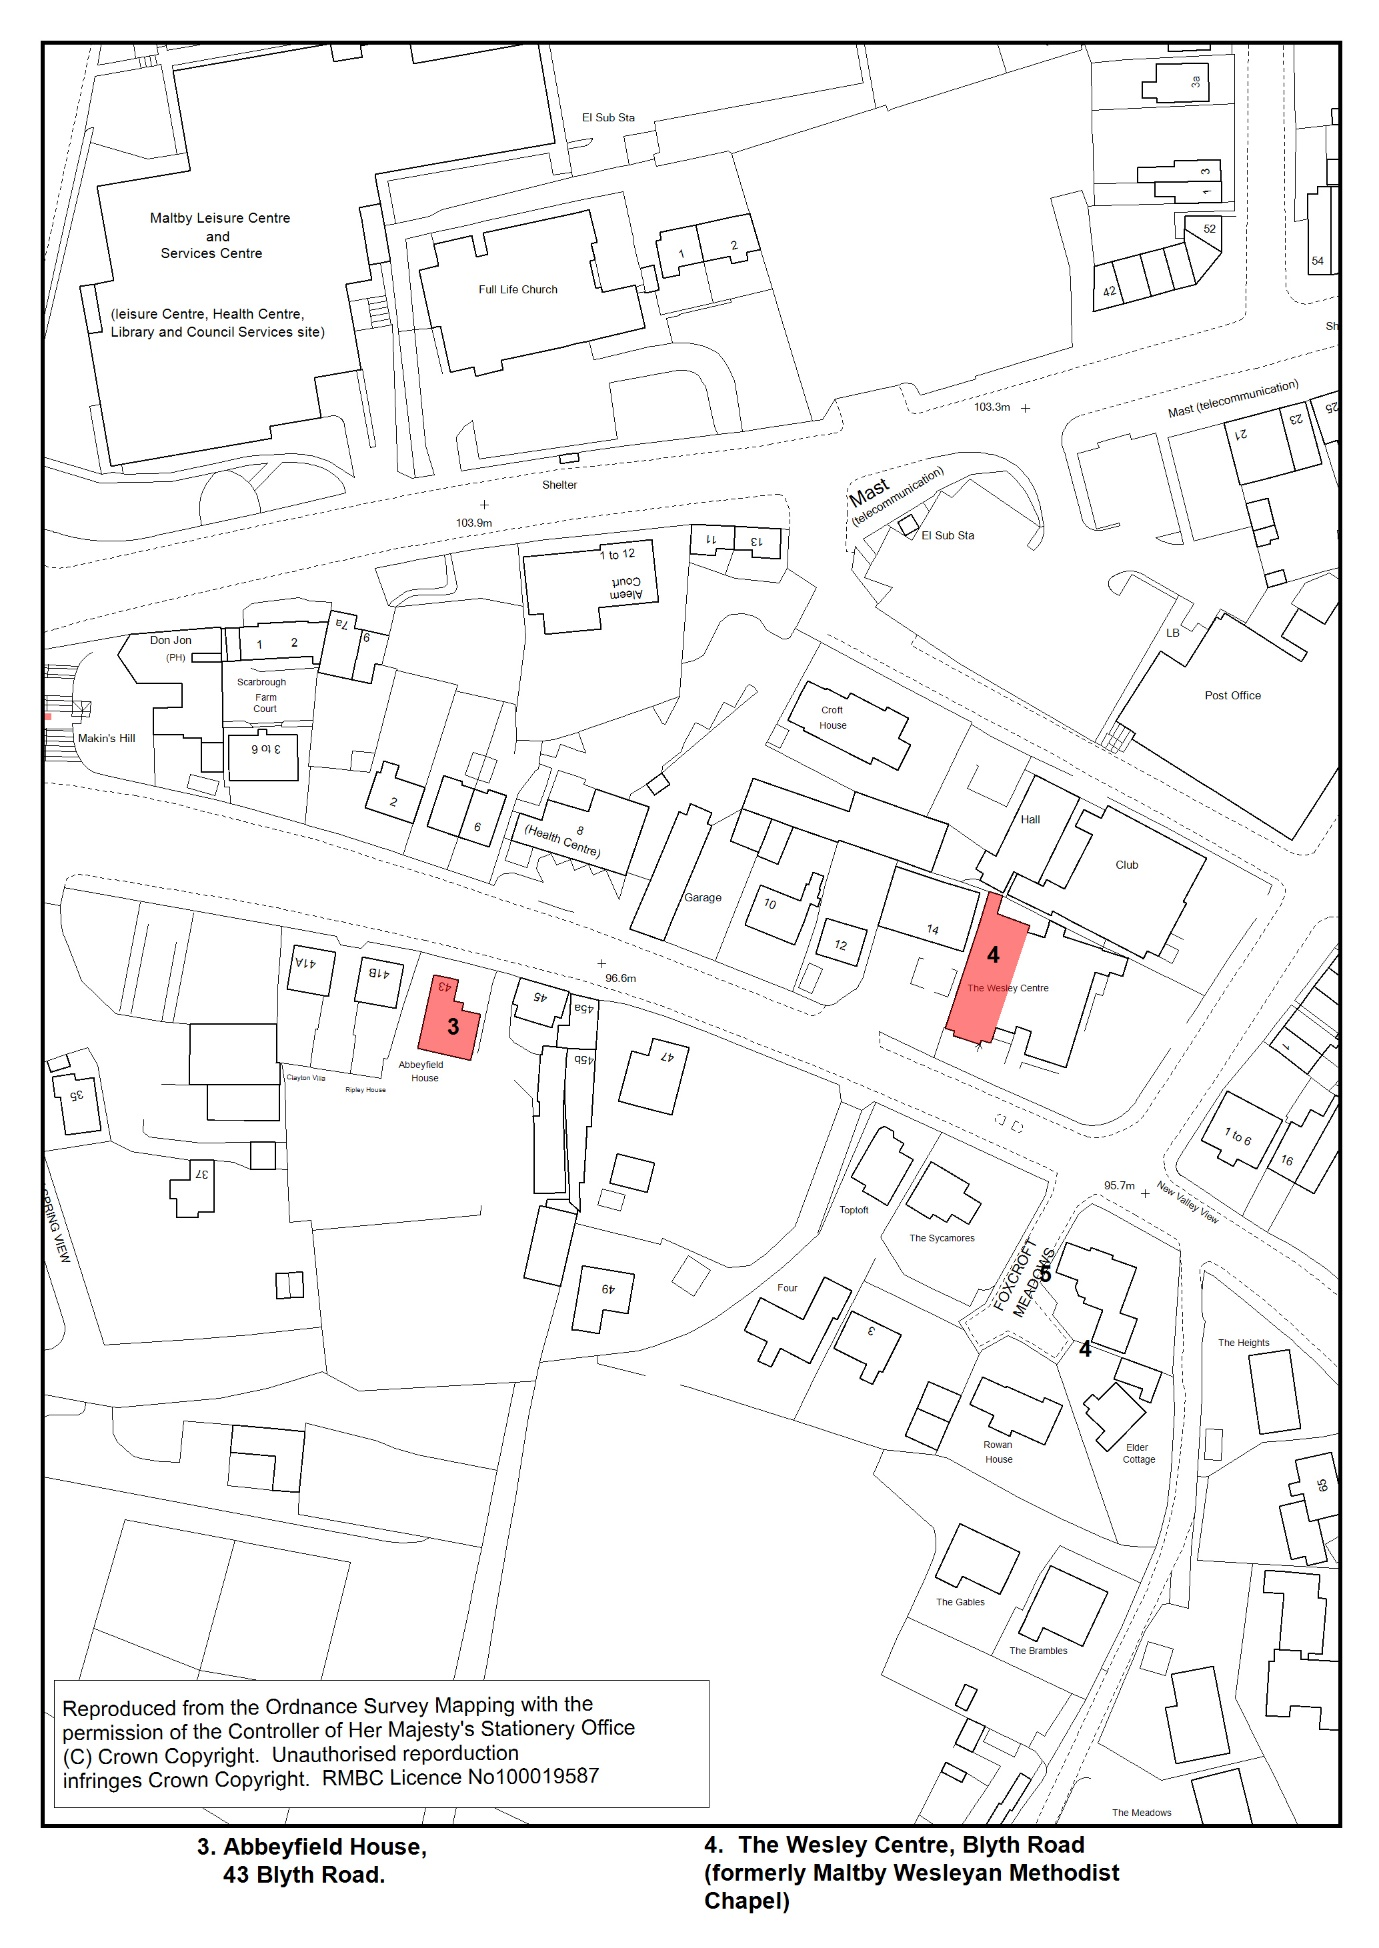 3a
El Sub Sta
3
1
Maltby Leisure Centre
and
Services Centre
52
1
2
54
Full Life Church
42
(leisure Centre, Health Centre,
Library and Council Services site)
Sh
Mast (telecommunication)
103.3m
21
23
25
Shelter
Mast
(telecommunication)
103.9m
El Sub Sta
11
13
1 to 12
Aleem
Court
7a
9
Don Jon
(PH)
1
2
LB
Scarbrough
Farm
Court
Post Office
Croft
House
Makin's Hill
3 to 6
2
6
8
(Health Centre)
Hall
Club
Garage
10
12
14
4
The Wesley Centre
96.6m
41A
41B
43
3
45
45a
45b
47
Abbeyfield
House
Clayton Villa
Ripley House
35
1
1 to 6
16
37
95.7m
New Valley View
SPRING VIEW
Toptoft
The Sycamores
FOXCROFT
MEADOWS
5
Four
49
3
4
The Heights
Rowan
House
Elder
Cottage
65
The Gables
The Brambles
The Meadows
Reproduced from the Ordnance Survey Mapping with the
permission of the Controller of Her Majesty's Stationery Office
(C) Crown Copyright.  Unauthorised reporduction
infringes Crown Copyright.  RMBC Licence No100019587
3. Abbeyfield House,
43 Blyth Road.
4.  The Wesley Centre, Blyth Road
(formerly Maltby Wesleyan Methodist
Chapel)